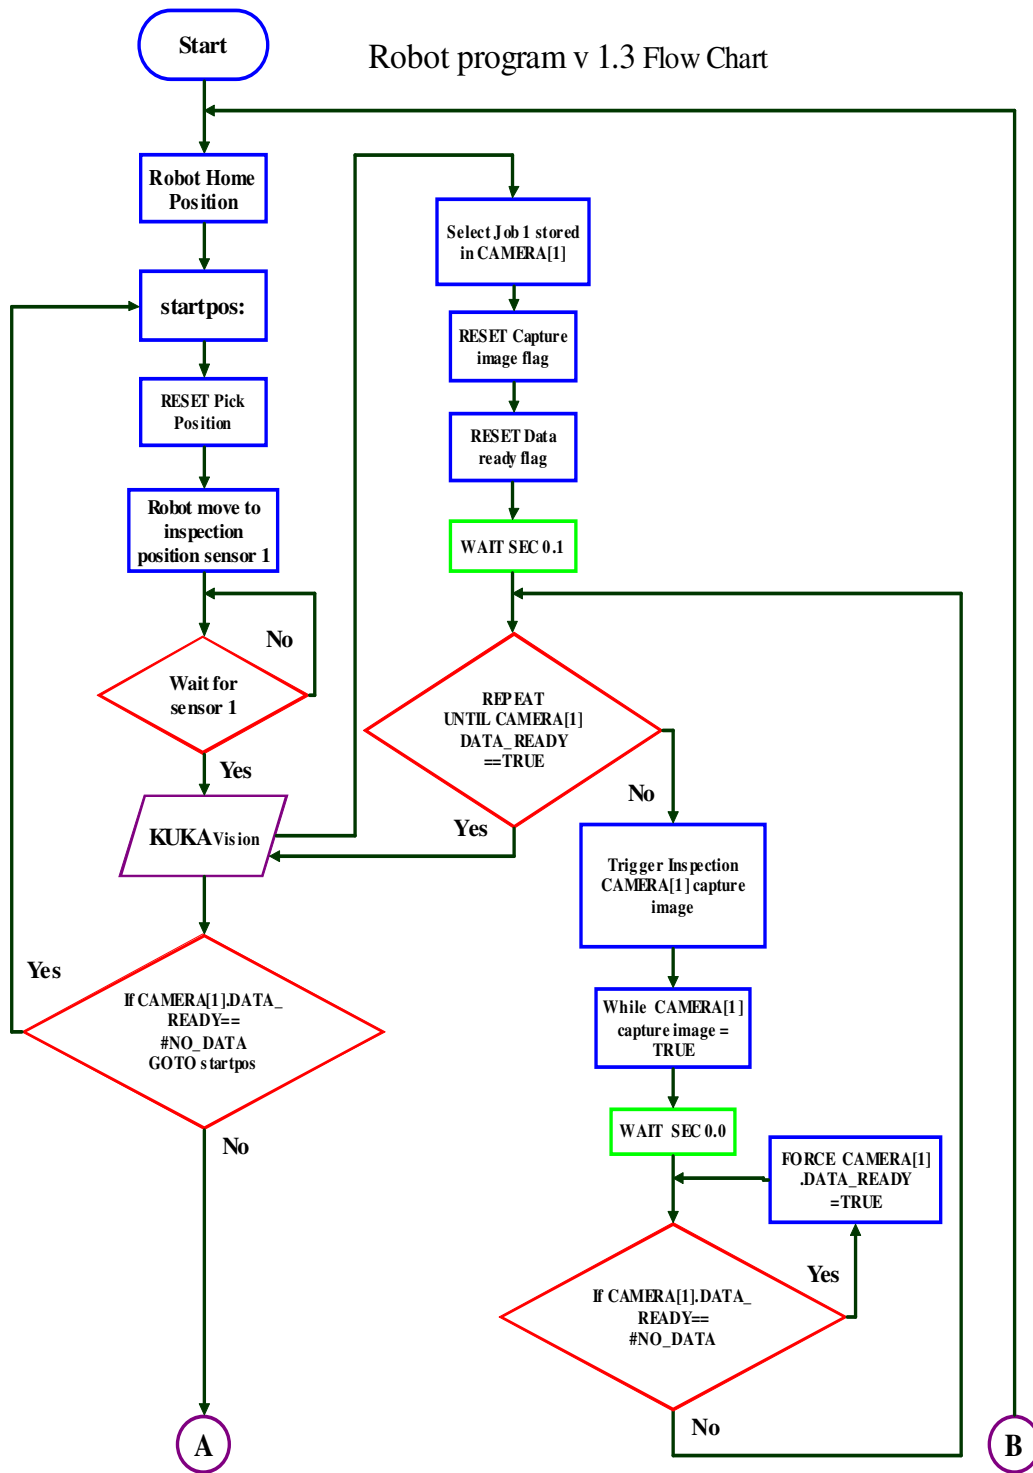 Robot program v 1.3 Flow Chart
Start
Robot Home
Position
startpos:
RESET Pick
Position
Robot move to
inspection
position sensor 1
No
Wait for
sensor 1
Yes
KUKA Vision
Yes
If CAMERA[1].DATA_
READY==
#NO_DATA
GOTO startpos
No
A
Select Job 1 stored
in CAMERA[1]
RESET Capture
image flag
RESET Data
ready flag
WAIT SEC 0.1
REPEAT
UNTIL CAMERA[1]
DATA_READY
==TRUE
Yes
No
Trigger Inspection
CAMERA[1] capture
image
While CAMERA[1]
capture image =
TRUE
WAIT SEC 0.0
FORCE CAMERA[1]
.DATA_READY
=TRUE
Yes
If CAMERA[1].DATA_
READY==
#NO_DATA
No
B